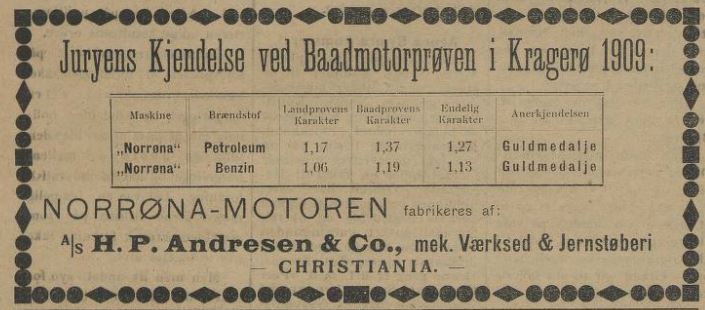 Juryens Kjendelse ved Baadmotorprøven i Kragerø 1909:
Maskine Brændstof Landprovens Karakter Baadprovens Karakter Endelig Karakter Anerkjendelsen
„Norrøna“ Petroleum 1,17 1,37 1,27 Guldmedalje
„Norrøna“ Benzin 1,06 1,19 1,13 Guldmedalje
NORRØNA-MOTOREN fabrikeres af:
A/s H. P. Andresen & Co., mek. Værksed & Jernstøberi
— CHRISTIANIA. —